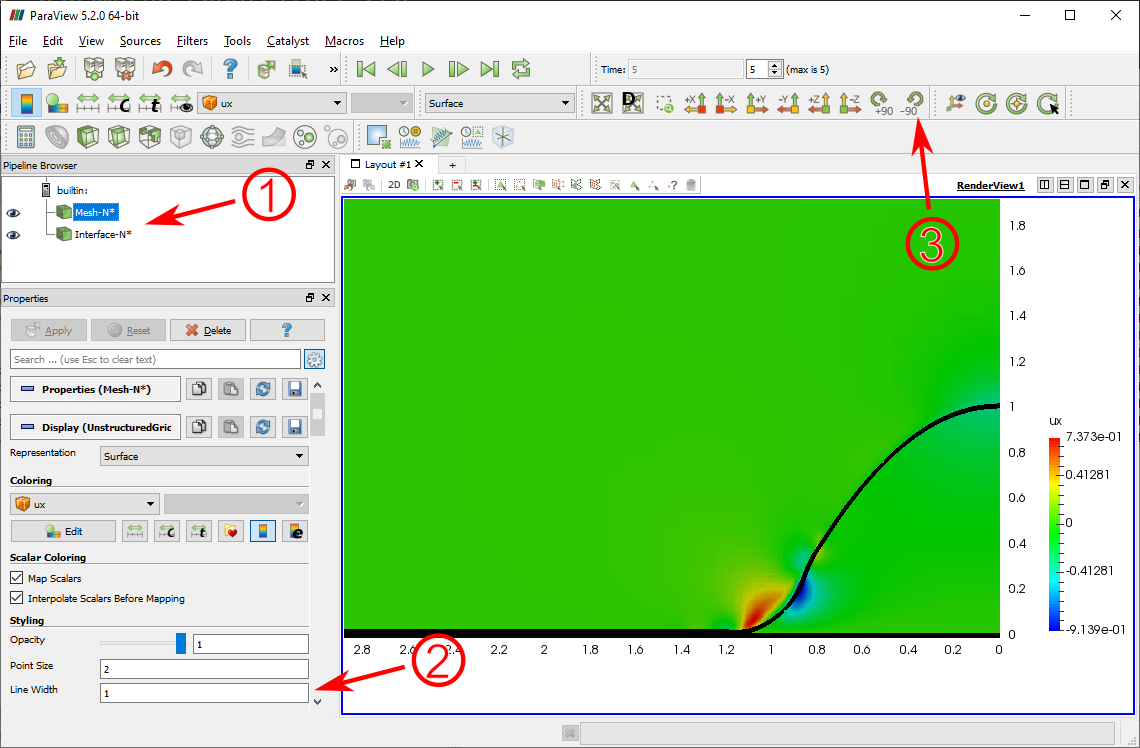 ParaView 5.2.0 64-bit
File Edit View Sources Filters Tools Catalyst Macros Help
» Time: 5 5 (max is 5)
C t ux Surface D +X -X +Y -Y +Z -Z +90 -90
Pipeline Browser
Layout #1 +
builtin:
1
2D ? RenderView1
Mesh-N*
Interface-N*
3
Properties
Apply Reset Delete ?
Search ... (use Esc to clear text)
Properties (Mesh-N*)
Display (UnstructuredGrid
Representation Surface
Coloring
ux
Edit C t e
Scalar Coloring
Map Scalars
Interpolate Scalars Before Mapping
Styling
Opacity 1
Point Size 2
Line Width 1
2
1.8
1.6
1.4
1.2
1
0.8
0.6
0.4
0.2
0
2.8 2.6 2.4 2.2 2 1.8 1.6 1.4 1.2 1 0.8 0.6 0.4 0.2 0
ux
7.373e-01
0.41281
0
-0.41281
-9.139e-01